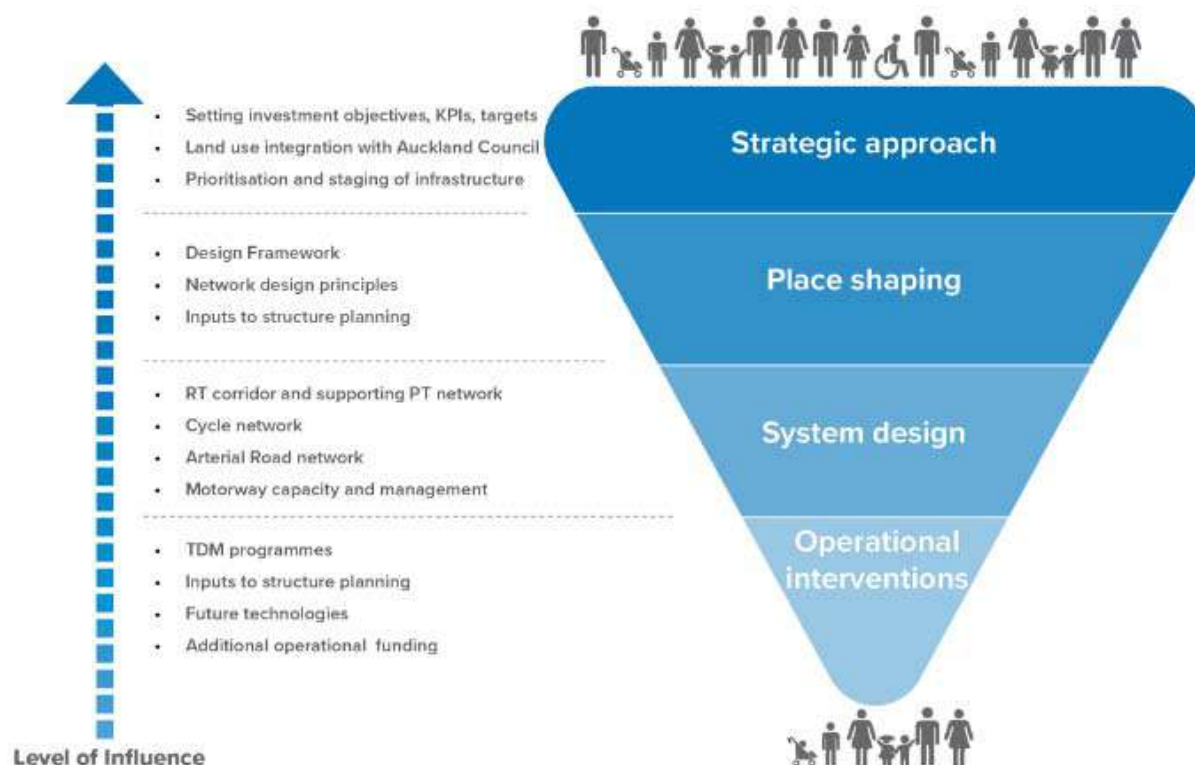 • Setting investment objectives, KPIs, targets
• Land use integration with Auckland Council
• Prioritisation and staging of infrastructure
Strategic approach
• Design Framework
• Network design principles
• Inputs to structure planning
Place shaping
• RT corridor and supporting PT network
• Cycle network
• Arterial Road network
• Motorway capacity and management
System design
• TDM programmes
• Inputs to structure planning
• Future technologies
• Additional operational funding
Operational
interventions
Level of Influence